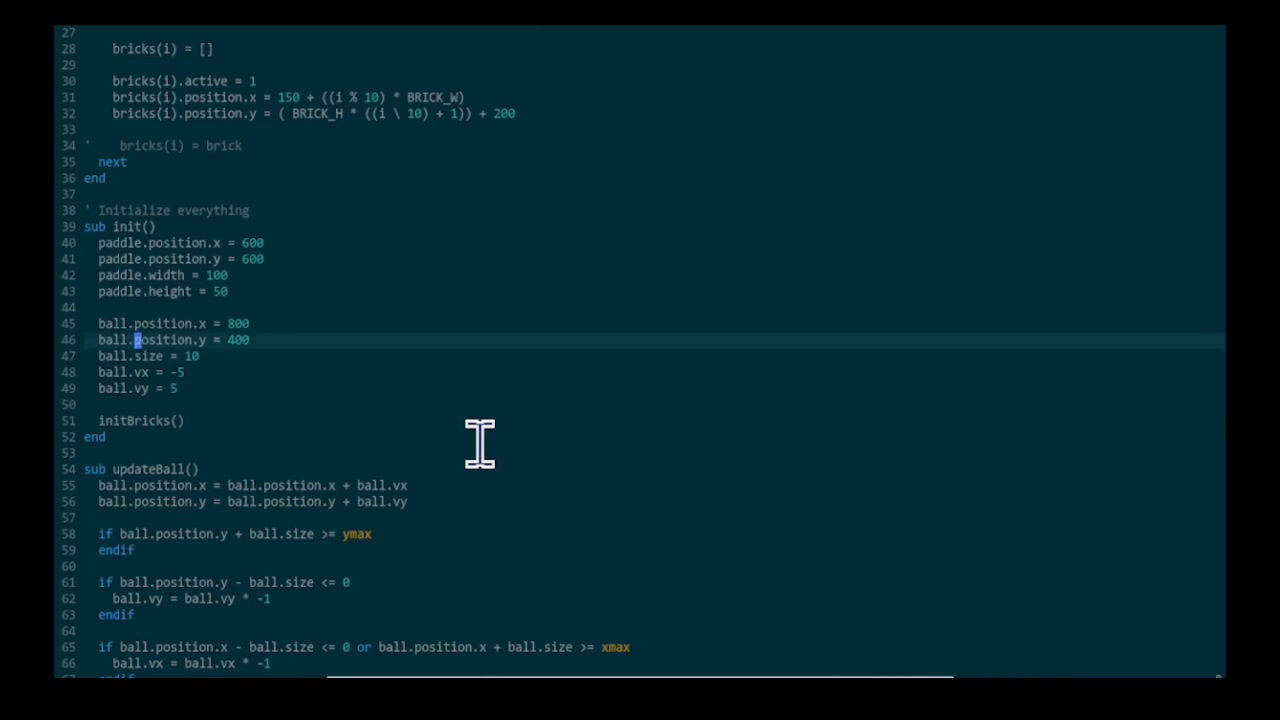 27
28 bricks(i) = []
29
30 bricks(i).active = 1
31 bricks(i).position.x = 150 + ((i % 10) * BRICK_W)
32 bricks(i).position.y = ( BRICK_H * ((i \ 10) + 1)) + 200
33
34 ' bricks(i) = brick
35 next
36 end
37
38 ' Initialize everything
39 sub init()
40 paddle.position.x = 600
41 paddle.position.y = 600
42 paddle.width = 100
43 paddle.height = 50
44
45 ball.position.x = 800
46 ball.position.y = 400
47 ball.size = 10
48 ball.vx = -5
49 ball.vy = 5
50
51 initBricks()
52 end
53
54 sub updateBall()
55 ball.position.x = ball.position.x + ball.vx
56 ball.position.y = ball.position.y + ball.vy
57
58 if ball.position.y + ball.size >= ymax
59 endif
60
61 if ball.position.y - ball.size <= 0
62 ball.vy = ball.vy * -1
63 endif
64
65 if ball.position.x - ball.size <= 0 or ball.position.x + ball.size >= xmax
66 ball.vx = ball.vx * -1